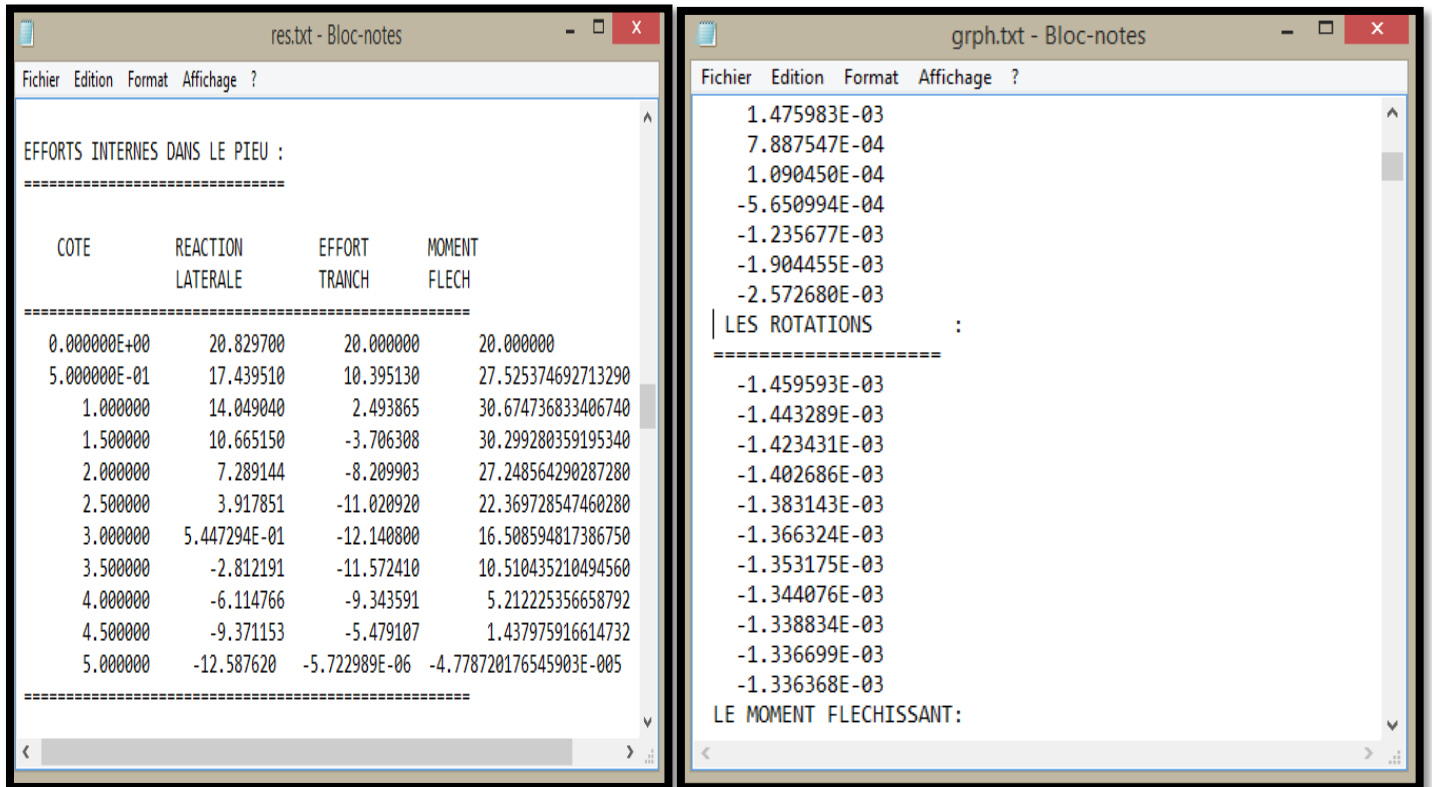 res.txt - Bloc-notes
Fichier Edition Format Affichage ?
EFFORTS INTERNES DANS LE PIEU :
===============================
COTE REACTION EFFORT MOMENT
LATERALE TRANCH FLECH
=====================================================
0.000000E+00 20.829700 20.000000 20.000000
5.000000E-01 17.439510 10.395130 27.525374692713290
1.000000 14.049040 2.493865 30.674736833406740
1.500000 10.665150 -3.706308 30.299280359195340
2.000000 7.289144 -8.209903 27.248564290287280
2.500000 3.917851 -11.020920 22.369728547460280
3.000000 5.447294E-01 -12.140800 16.508594817386750
3.500000 -2.812191 -11.572410 10.510435210494560
4.000000 -6.114766 -9.343591 5.212225356658792
4.500000 -9.371153 -5.479107 1.437975916614732
5.000000 -12.587620 -5.722989E-06 -4.778720176545903E-005
=====================================================
grph.txt - Bloc-notes
Fichier Edition Format Affichage ?
1.475983E-03
7.887547E-04
1.090450E-04
-5.650994E-04
-1.235677E-03
-1.904455E-03
-2.572680E-03
LES ROTATIONS :
=====================
-1.459593E-03
-1.443289E-03
-1.423431E-03
-1.402686E-03
-1.383143E-03
-1.366324E-03
-1.353175E-03
-1.344076E-03
-1.338834E-03
-1.336699E-03
-1.336368E-03
LE MOMENT FLECHISSANT: